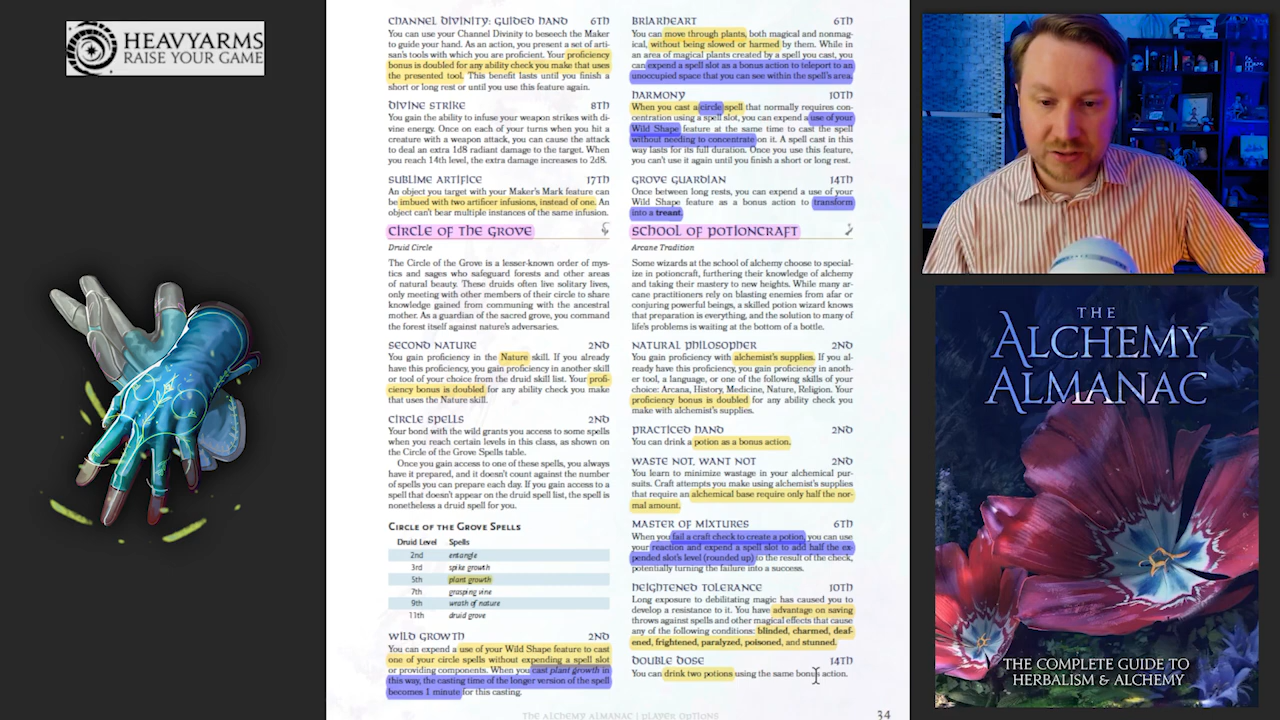 HEAVYARMS
RAISE YOUR GAME
CHANNEL DIVINITY: GUIDED HAND 6TH
You can use your Channel Divinity to beseech the Maker
to guide your hand. As an action, you present a set of arti-
san's tools with which you are proficient. Your proficiency
bonus is doubled for any ability check you make that uses
the presented tool. This benefit lasts until you finish a
short or long rest or until you use this feature again.
DIVINE STRIKE 8TH
You gain the ability to infuse your weapon strikes with di-
vine energy. Once on each of your turns when you hit a
creature with a weapon attack, you can cause the attack
to deal an extra 1d8 radiant damage to the target. When
you reach 14th level, the extra damage increases to 2d8.
SUBLIME ARTIFICE 17TH
An object you target with your Maker's Mark feature can
be imbued with two artificer infusions, instead of one. An
object can't bear multiple instances of the same infusion.
CIRCLE OF THE GROVE
Druid Circle
The Circle of the Grove is a lesser-known order of mys-
tics and sages who safeguard forests and other areas
of natural beauty. These druids often live solitary lives,
only meeting with other members of their circle to share
knowledge gained from communing with the ancestral
mother. As a guardian of the sacred grove, you command
the forest itself against nature's adversaries.
SECOND NATURE 2ND
You gain proficiency in the Nature skill. If you already
have this proficiency, you gain proficiency in another skill
or tool of your choice from the druid skill list. Your profi-
ciency bonus is doubled for any ability check you make
that uses the Nature skill.
CIRCLE SPELLS 2ND
Your bond with the wild grants you access to some spells
when you reach certain levels in this class, as shown on
the Circle of the Grove Spells table.
Once you gain access to one of these spells, you always
have it prepared, and it doesn't count against the number
of spells you can prepare each day. If you gain access to a
spell that doesn't appear on the druid spell list, the spell is
nonetheless a druid spell for you.
CIRCLE OF THE GROVE SPELLS
Druid Level Spells
2nd entangle
3rd spike growth
5th plant growth
7th grasping vine
9th wrath of nature
11th druid grove
WILD GROWTH 2ND
You can expend a use of your Wild Shape feature to cast
one of your circle spells without expending a spell slot
or providing components. When you cast plant growth in
this way, the casting time of the longer version of the spell
becomes 1 minute for this casting.
BRIARHEART 6TH
You can move through plants, both magical and nonmag-
ical, without being slowed or harmed by them. While in
an area of magical plants created by a spell you cast, you
can expend a spell slot as a bonus action to teleport to an
unoccupied space that you can see within the spell's area.
HARMONY 10TH
When you cast a circle spell that normally requires con-
centration using a spell slot, you can expend a use of your
Wild Shape feature at the same time to cast the spell
without needing to concentrate on it. A spell cast in this
way lasts for its full duration. Once you use this feature,
you can't use it again until you finish a short or long rest.
GROVE GUARDIAN 14TH
Once between long rests, you can expend a use of your
Wild Shape feature as a bonus action to transform
into a treant.
SCHOOL OF POTIONCRAFT
Arcane Tradition
Some wizards at the school of alchemy choose to special-
ize in potioncraft, furthering their knowledge of alchemy
and taking their mastery to new heights. While many ar-
cane practitioners rely on blasting enemies from afar or
conjuring powerful beings, a skilled potion wizard knows
that preparation is everything, and the solution to many of
life's problems is waiting at the bottom of a bottle.
NATURAL PHILOSOPHER 2ND
You gain proficiency with alchemist's supplies. If you al-
ready have this proficiency, you gain proficiency in anoth-
er tool, a language, or one of the following skills of your
choice: Arcana, History, Medicine, Nature, Religion. Your
proficiency bonus is doubled for any ability check you
make with alchemist's supplies.
PRACTICED HAND 2ND
You can drink a potion as a bonus action.
WASTE NOT, WANT NOT 2ND
You learn to minimize wastage in your alchemical pur-
suits. Craft attempts you make using alchemist's supplies
that require an alchemical base require only half the nor-
mal amount.
MASTER OF MIXTURES 6TH
When you fail a craft check to create a potion, you can use
your reaction and expend a spell slot to add half the ex-
pended slot's level (rounded up) to the result of the check,
potentially turning the failure into a success.
HEIGHTENED TOLERANCE 10TH
Long exposure to debilitating magic has caused you to
develop a resistance to it. You have advantage on saving
throws against spells and other magical effects that cause
any of the following conditions: blinded, charmed, deaf-
ened, frightened, paralyzed, poisoned, and stunned.
DOUBLE DOSE 14TH
You can drink two potions using the same bonus action.
THE ALCHEMY ALMANAC | PLAYER OPTIONS 34
THE
ALCHEMY
ALMANAC
THE COMPLETE GUIDE TO
HERBALISM & ALCHEMY